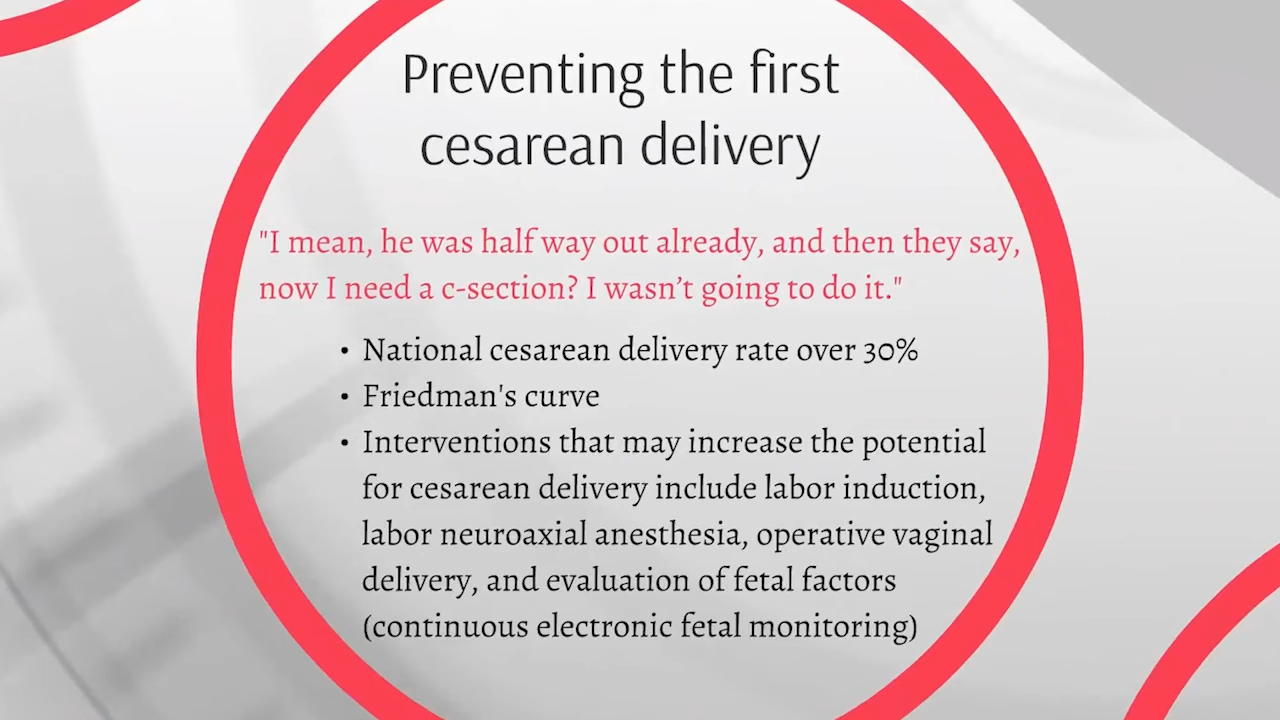 Preventing the first
cesarean delivery
"I mean, he was half way out already, and then they say,
now I need a c-section? I wasn’t going to do it."
• National cesarean delivery rate over 30%
• Friedman's curve
• Interventions that may increase the potential
for cesarean delivery include labor induction,
labor neuroaxial anesthesia, operative vaginal
delivery, and evaluation of fetal factors
(continuous electronic fetal monitoring)